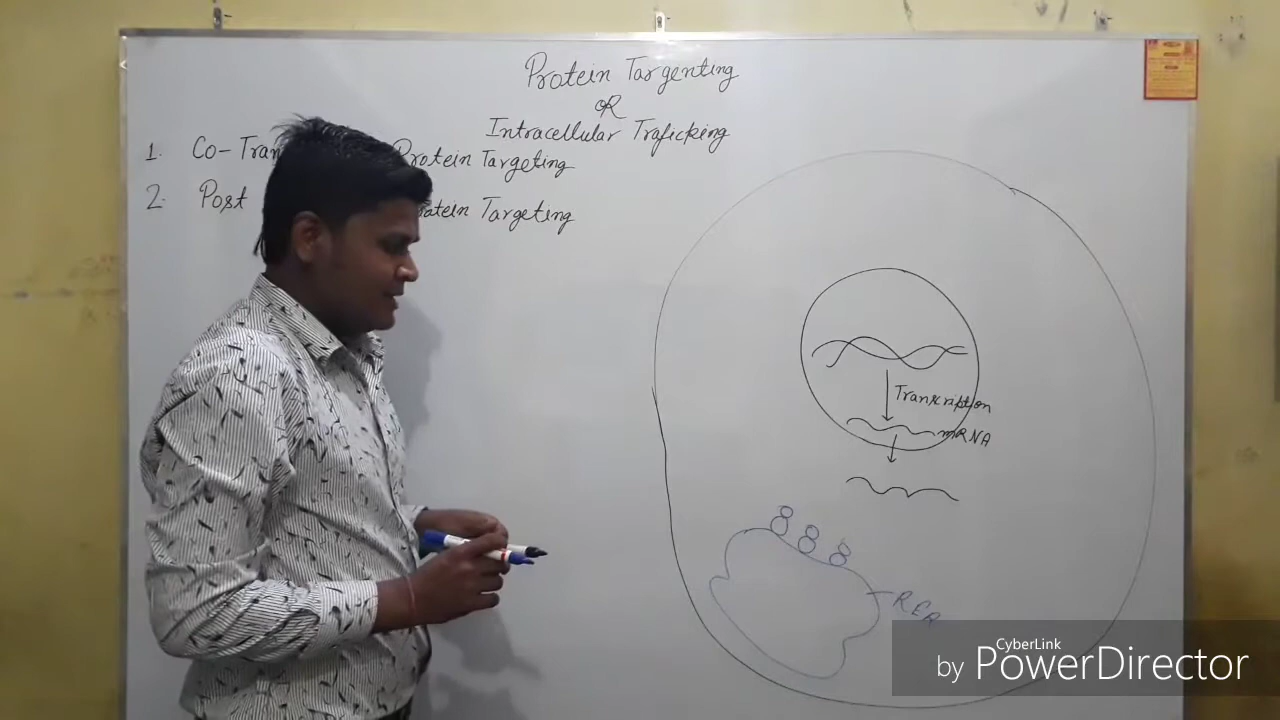 Protein Targenting
OR
Intracellular Traficking
1. Co-Tran Protein Targeting
2. Post rotein Targeting
Transcription
mRNA
RER
CyberLink
by PowerDirector